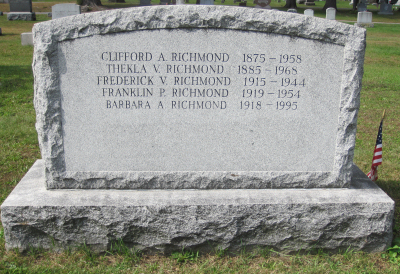 CLIFFORD A. RICHMOND 1875-1958
THEKLA V. RICHMOND 1885-1968
FREDERICK V. RICHMOND 1915-1944
FRANKLIN P. RICHMOND 1919-1954
BARBARA A. RICHMOND 1918-1995